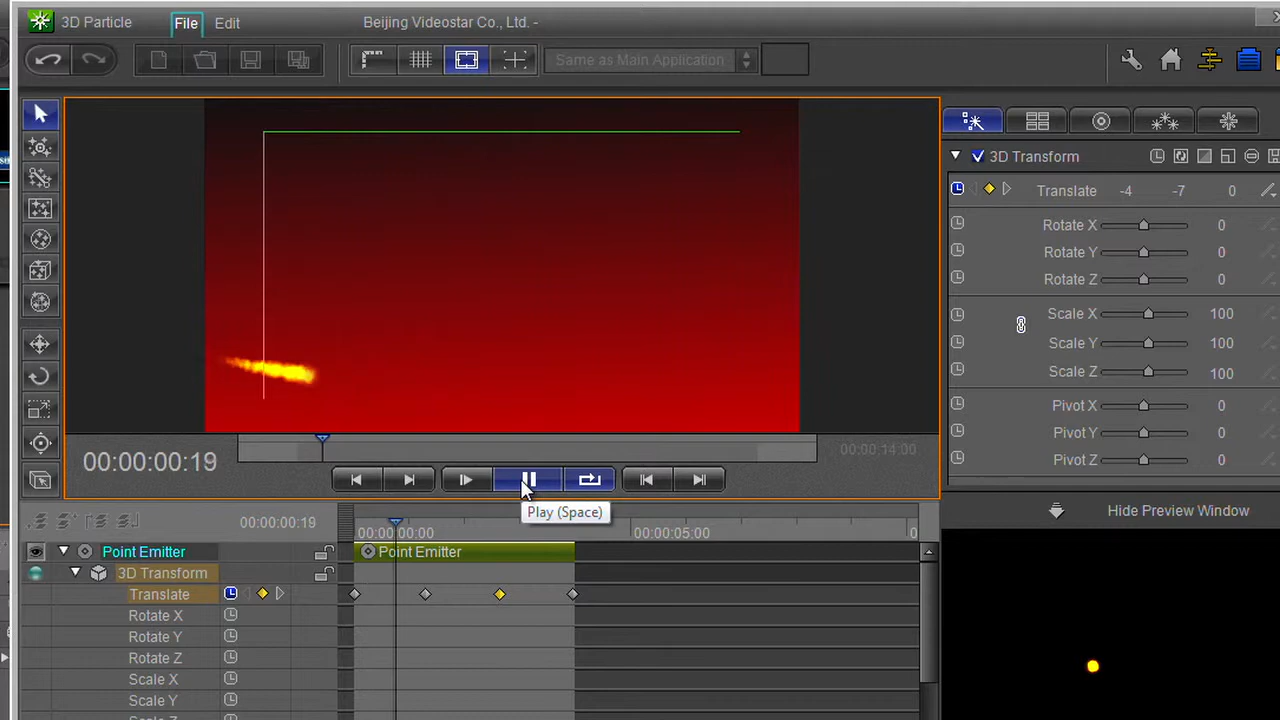 3D Particle File Edit Beijing Videostar Co., Ltd. -
Same as Main Application
3D Transform
Translate -4 -7 0
Rotate X 0
Rotate Y 0
Rotate Z 0
Scale X 100
Scale Y 100
Scale Z 100
Pivot X 0
Pivot Y 0
Pivot Z 0
00:00:00:19
00:00:14:00
Play (Space)
Hide Preview Window
00:00:00:19
00:00:00:00 00:00:05:00 0
Point Emitter
Point Emitter
3D Transform
Translate
Rotate X
Rotate Y
Rotate Z
Scale X
Scale Y